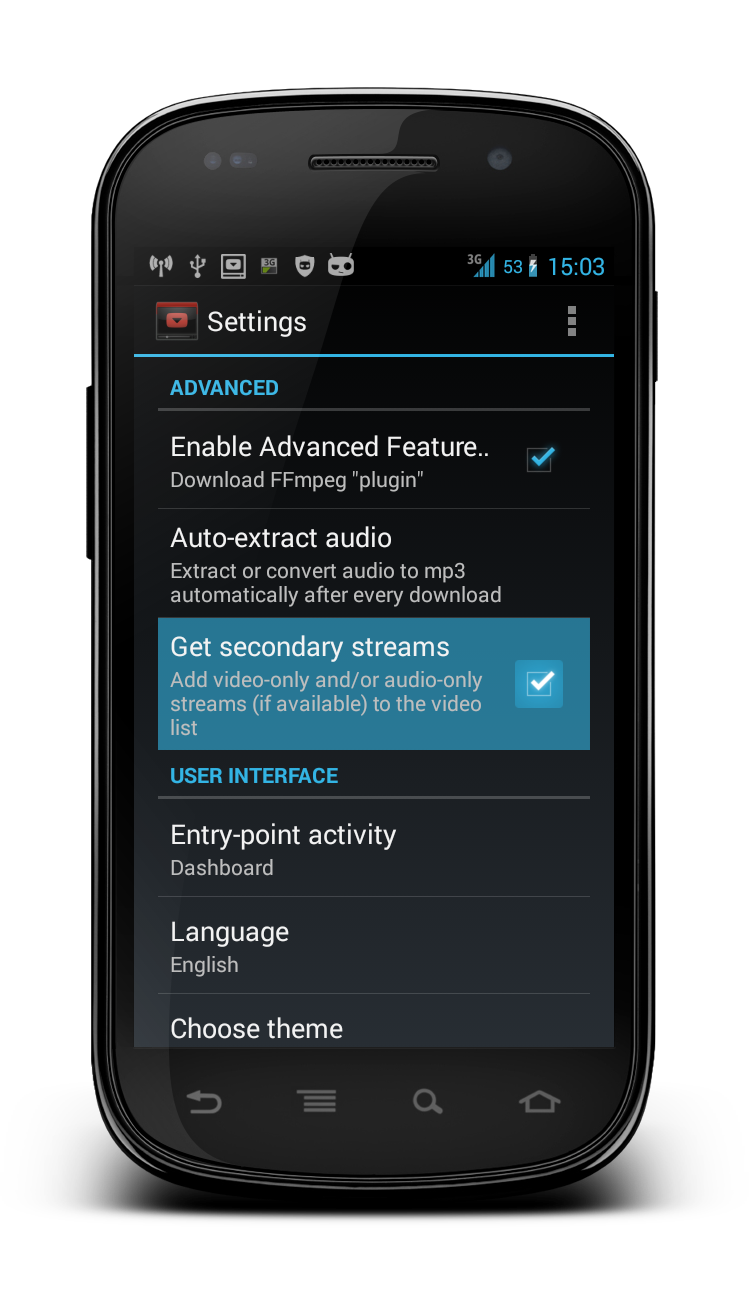 3G 3G 53 15:03
Settings
ADVANCED
Enable Advanced Feature..
Download FFmpeg "plugin"
Auto-extract audio
Extract or convert audio to mp3
automatically after every download
Get secondary streams
Add video-only and/or audio-only
streams (if available) to the video
list
USER INTERFACE
Entry-point activity
Dashboard
Language
English
Choose theme